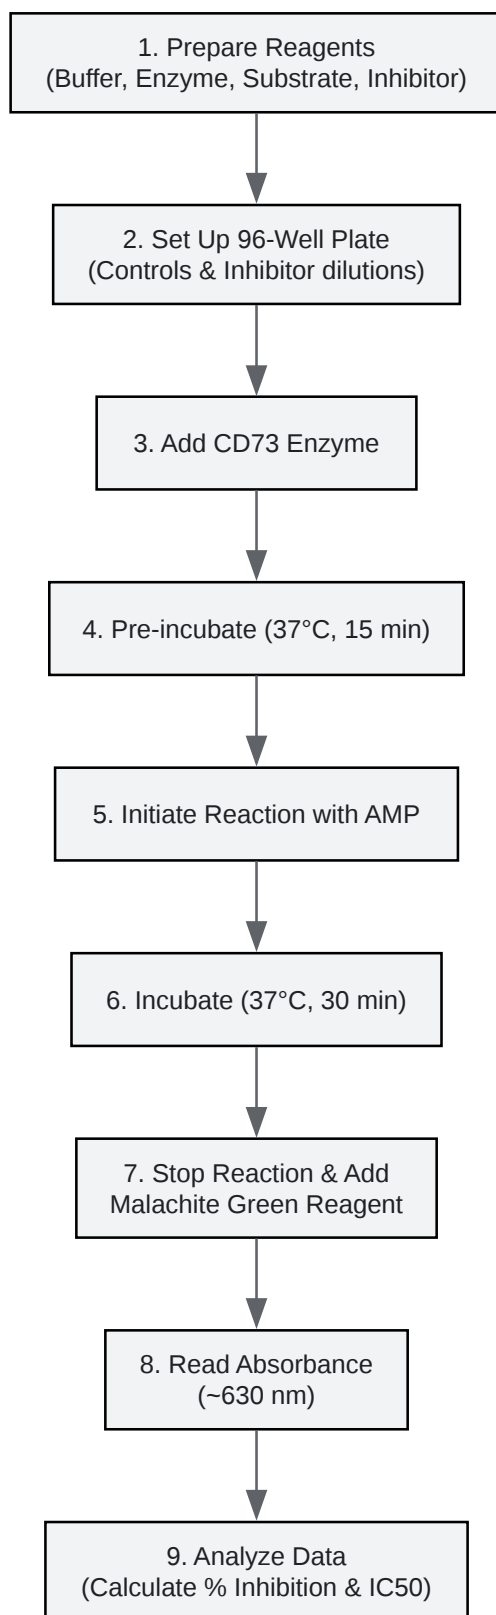 1. Prepare Reagents
(Buffer, Enzyme, Substrate, Inhibitor)
2. Set Up 96-Well Plate
(Controls & Inhibitor dilutions)
3. Add CD73 Enzyme
4. Pre-incubate (37°C, 15 min)
5. Initiate Reaction with AMP
6. Incubate (37°C, 30 min)
7. Stop Reaction & Add
Malachite Green Reagent
8. Read Absorbance
(~630 nm)
9. Analyze Data
(Calculate % Inhibition & IC50)